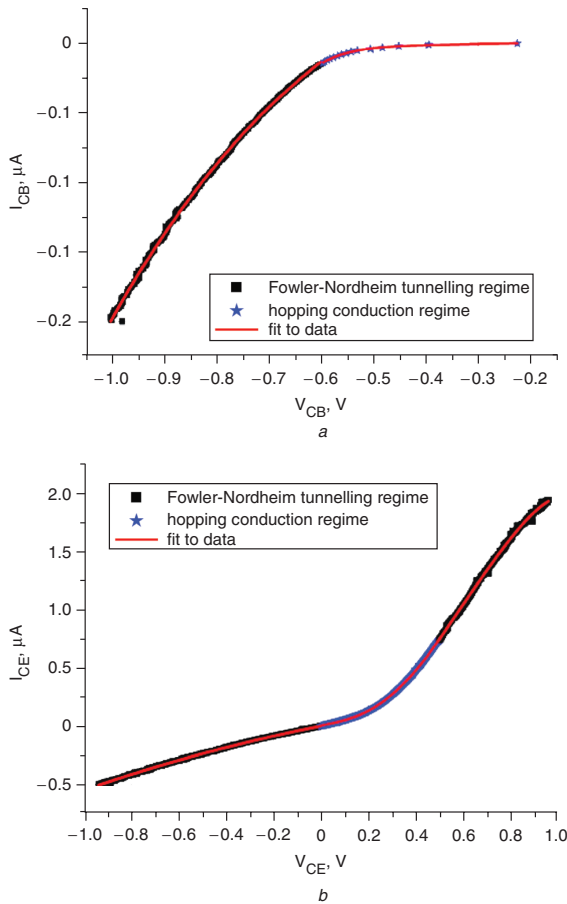 0
−0.1
−0.1
−0.1
−0.2
I_CB, μA
Fowler-Nordheim tunnelling regime
hopping conduction regime
fit to data
−1.0 −0.9 −0.8 −0.7 −0.6 −0.5 −0.4 −0.3 −0.2
V_CB, V
a
2.0
1.5
1.0
0.5
0
−0.5
I_CE, μA
Fowler-Nordheim tunnelling regime
hopping conduction regime
fit to data
−1.0 −0.8 −0.6 −0.4 −0.2 0 0.2 0.4 0.6 0.8 1.0
V_CE, V
b